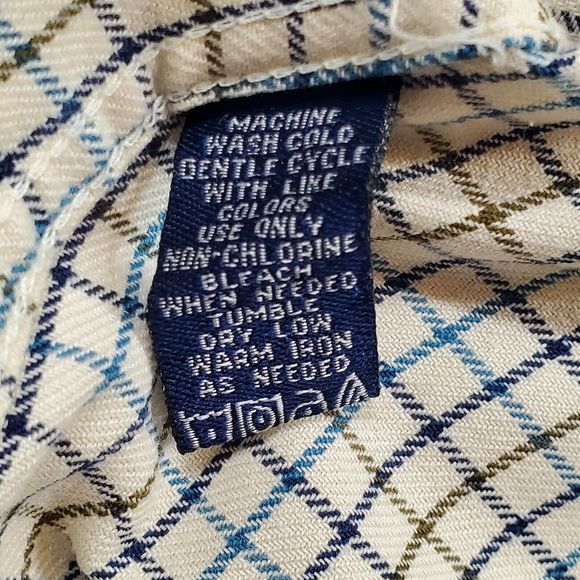 MACHINE
WASH COLD
GENTLE CYCLE
WITH LIKE
COLORS
USE ONLY
NON-CHLORINE
BLEACH
WHEN NEEDED
TUMBLE
DRY LOW
WARM IRON
AS NEEDED